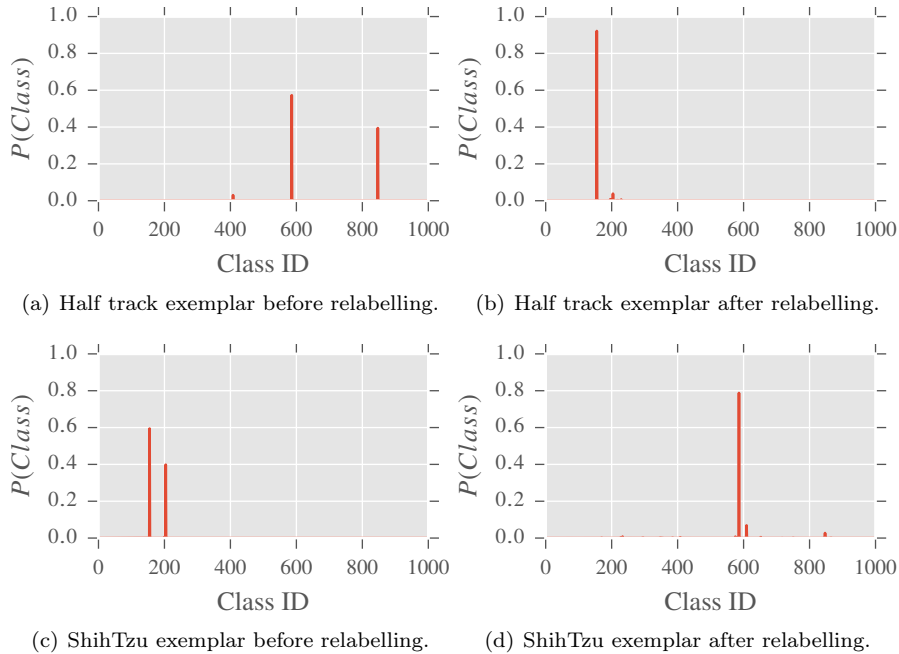 1.0
0.8
0.6
0.4
0.2
0.0
P(Class)
0 200 400 600 800 1000
Class ID
(a) Half track exemplar before relabelling.
1.0
0.8
0.6
0.4
0.2
0.0
P(Class)
0 200 400 600 800 1000
Class ID
(b) Half track exemplar after relabelling.
1.0
0.8
0.6
0.4
0.2
0.0
P(Class)
0 200 400 600 800 1000
Class ID
(c) ShihTzu exemplar before relabelling.
1.0
0.8
0.6
0.4
0.2
0.0
P(Class)
0 200 400 600 800 1000
Class ID
(d) ShihTzu exemplar after relabelling.